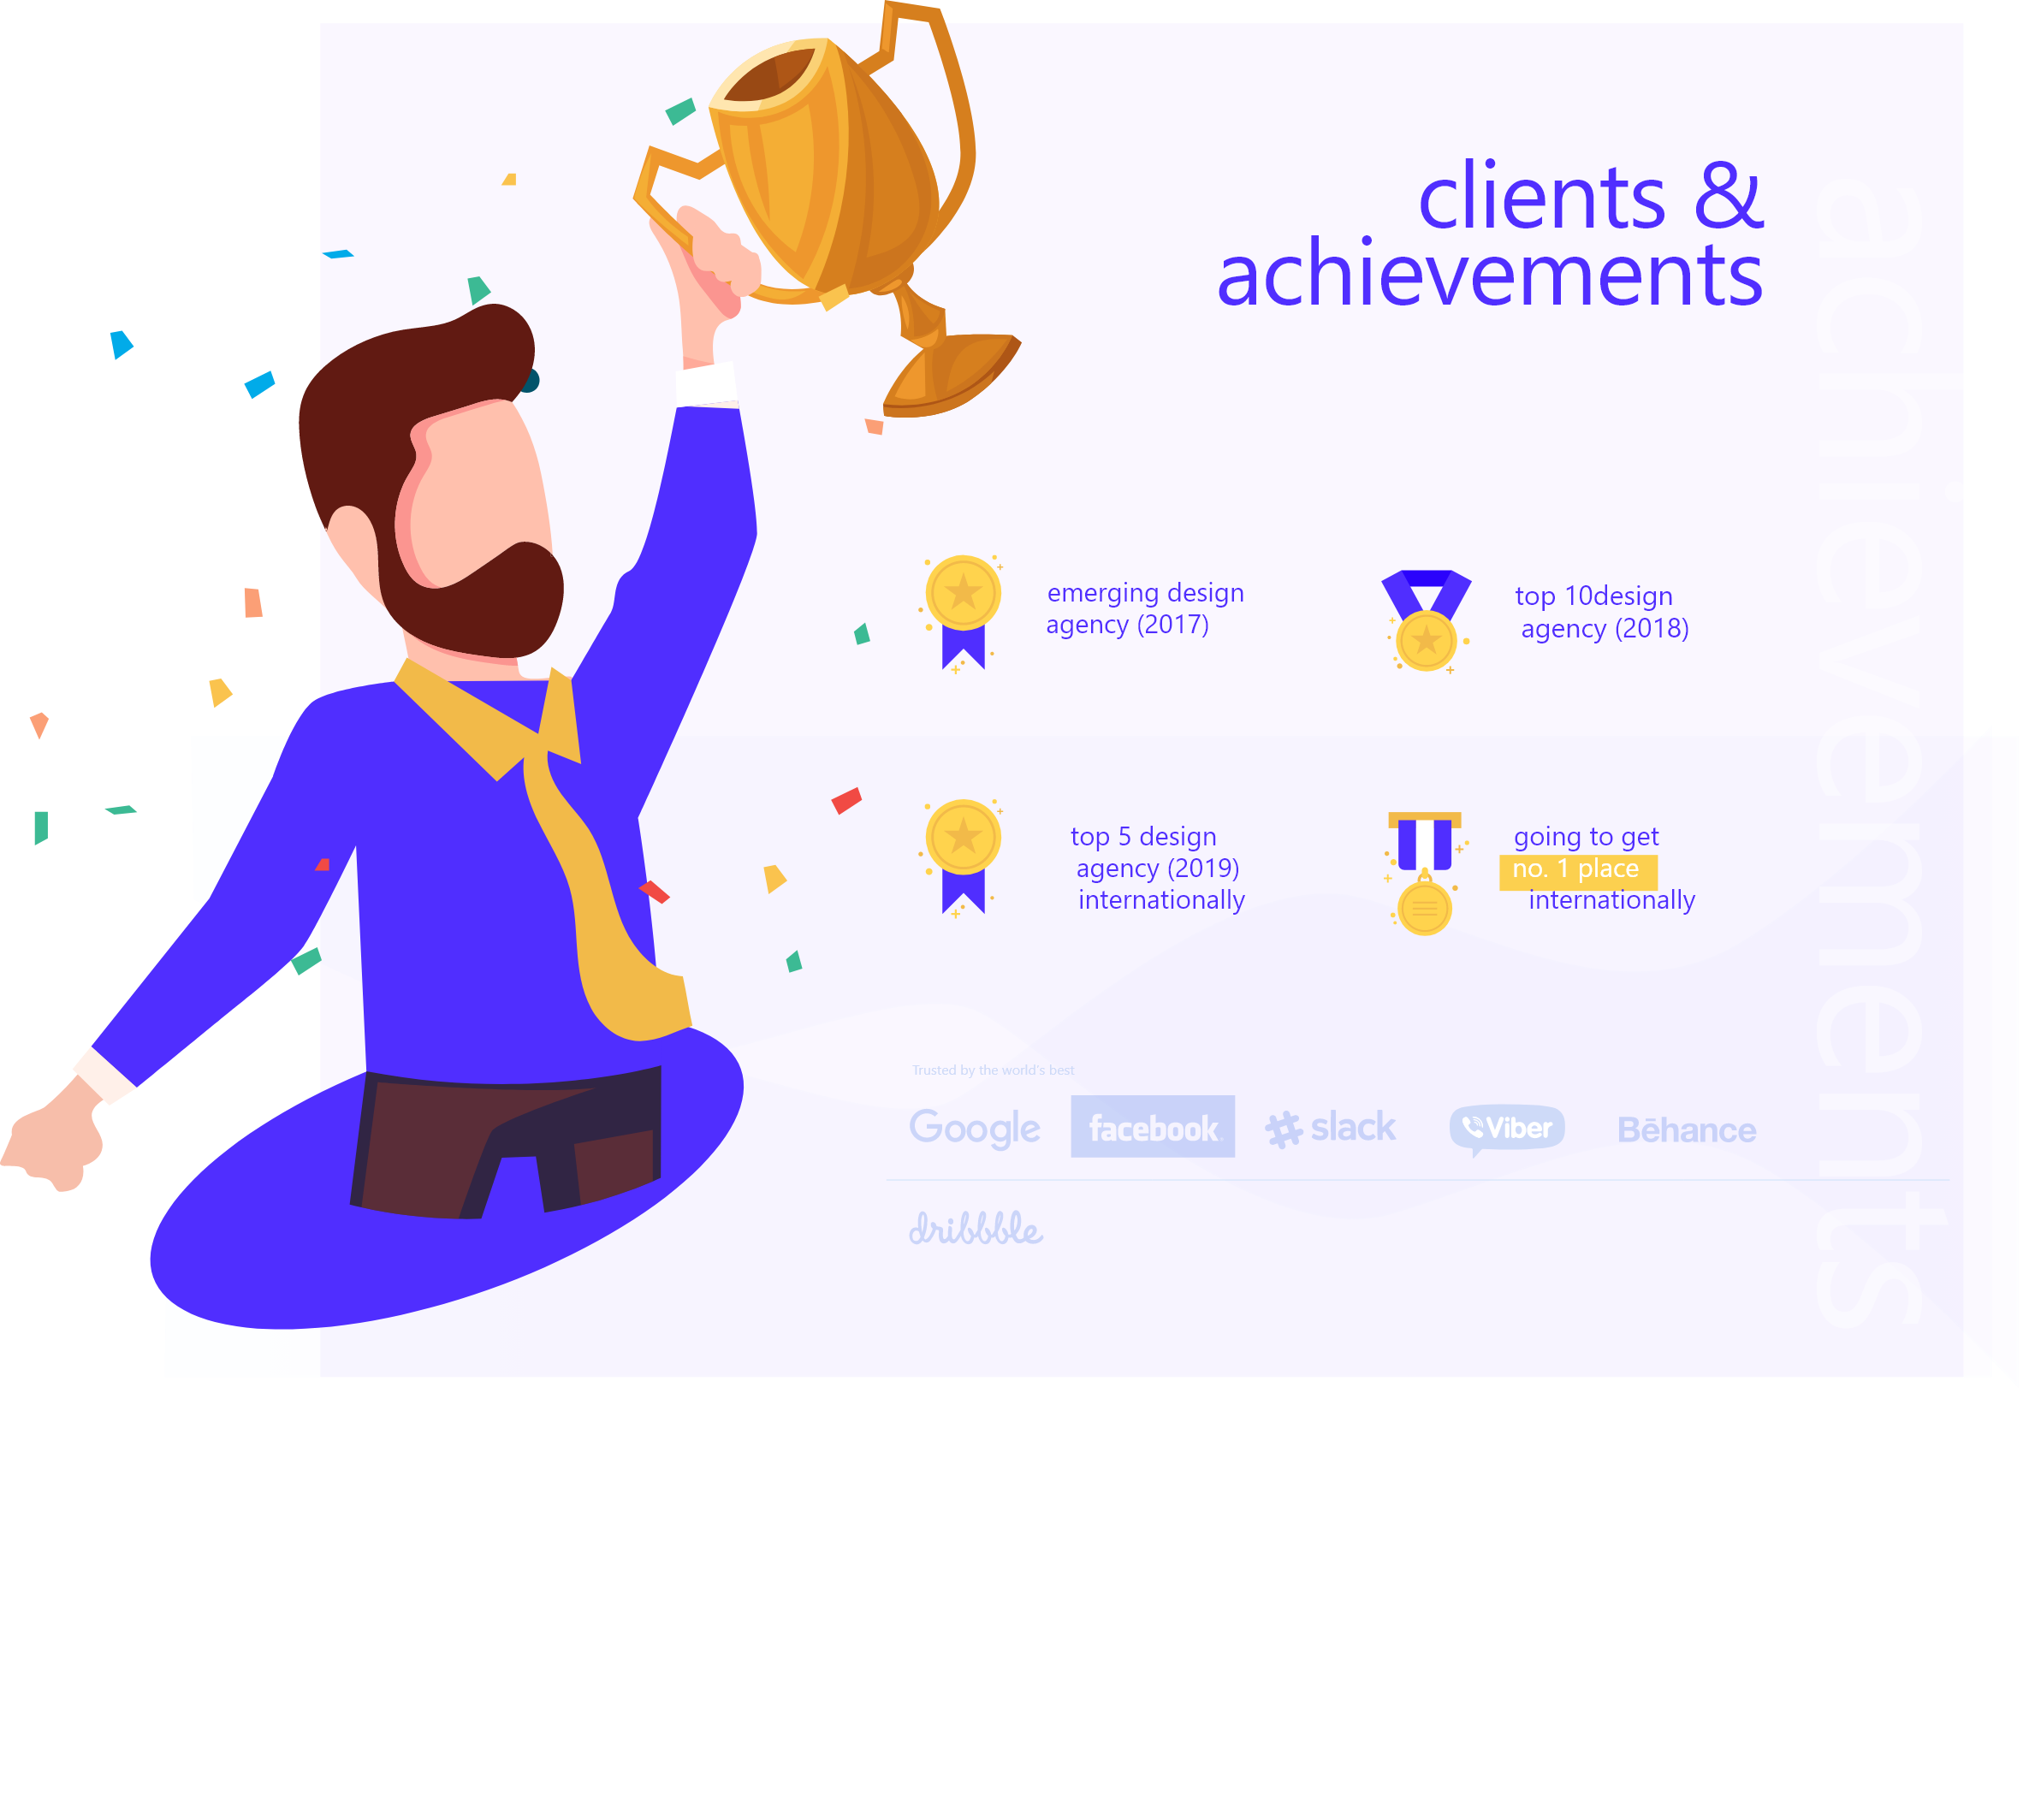 clients &
achievements
achievements
emerging design
agency (2017)
top 10design
agency (2018)
top 5 design
agency (2019)
internationally
going to get
no. 1 place
internationally
Trusted by the world's best
Google
facebook
slack
Viber
Bēhance
dribbble